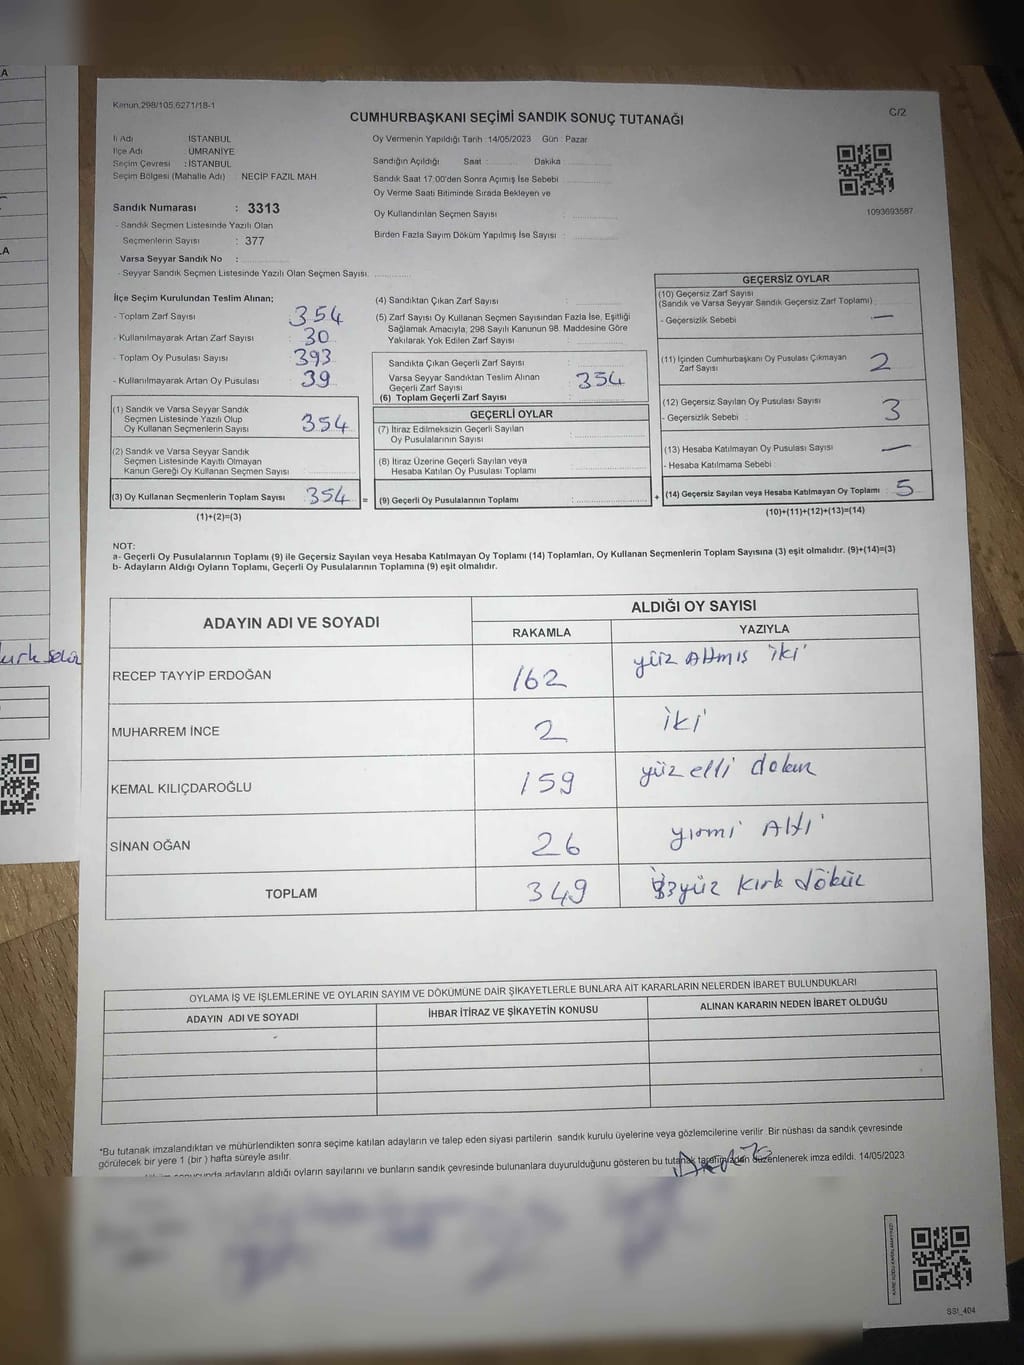 Kanun.298/105,6271/18-1
C/2
CUMHURBAŞKANI SEÇİMİ SANDIK SONUÇ TUTANAĞI
İl Adı İSTANBUL
İlçe Adı ÜMRANİYE
Seçim Çevresi : İSTANBUL
Seçim Bölgesi (Mahalle Adı) : NECİP FAZIL MAH.
Sandık Numarası : 3313
- Sandık Seçmen Listesinde Yazılı Olan
Seçmenlerin Sayısı : 377
Varsa Seyyar Sandık No :
- Seyyar Sandık Seçmen Listesinde Yazılı Olan Seçmen Sayısı:
Oy Vermenin Yapıldığı Tarih :14/05/2023 Gün : Pazar
Sandığın Açıldığı Saat : Dakika
Sandık Saat 17:00'den Sonra Açımış İse Sebebi
Oy Verme Saati Bitiminde Sırada Bekleyen ve
Oy Kullandırılan Seçmen Sayısı :
Birden Fazla Sayım Döküm Yapılmış İse Sayısı :
1093693587
İlçe Seçim Kurulundan Teslim Alınan;
- Toplam Zarf Sayısı : 354
- Kullanılmayarak Artan Zarf Sayısı : 30
- Toplam Oy Pusulası Sayısı : 393
- Kullanılmayarak Artan Oy Pusulası : 39
(1) Sandık ve Varsa Seyyar Sandık
Seçmen Listesinde Yazılı Olup
Oy Kullanan Seçmenlerin Sayısı : 354
(2) Sandık ve Varsa Seyyar Sandık
Seçmen Listesinde Kayıtlı Olmayan
Kanun Gereği Oy Kullanan Seçmen Sayısı :
(3) Oy Kullanan Seçmenlerin Toplam Sayısı : 354 =
(1)+(2)=(3)
(4) Sandıktan Çıkan Zarf Sayısı :
(5) Zarf Sayısı Oy Kullanan Seçmen Sayısından Fazla İse, Eşitliği
Sağlamak Amacıyla, 298 Sayılı Kanunun 98. Maddesine Göre
Yakılarak Yok Edilen Zarf Sayısı :
Sandıkta Çıkan Geçerli Zarf Sayısı :
Varsa Seyyar Sandıktan Teslim Alınan
Geçerli Zarf Sayısı : 354
(6) Toplam Geçerli Zarf Sayısı :
GEÇERLİ OYLAR
(7) İtiraz Edilmeksizin Geçerli Sayılan
Oy Pusulalarının Sayısı :
(8) İtiraz Üzerine Geçerli Sayılan veya
Hesaba Katılan Oy Pusulası Toplamı :
(9) Geçerli Oy Pusulalarının Toplamı : +
GEÇERSİZ OYLAR
(10) Geçersiz Zarf Sayısı
(Sandık ve Varsa Seyyar Sandık Geçersiz Zarf Toplamı)
- Geçersizlik Sebebi : —
(11) İçinden Cumhurbaşkanı Oy Pusulası Çıkmayan
Zarf Sayısı : 2
(12) Geçersiz Sayılan Oy Pusulası Sayısı : 3
- Geçersizlik Sebebi :
(13) Hesaba Katılmayan Oy Pusulası Sayısı : —
- Hesaba Katılmama Sebebi :
(14) Geçersiz Sayılan veya Hesaba Katılmayan Oy Toplamı : 5
(10)+(11)+(12)+(13)=(14)
NOT:
a- Geçerli Oy Pusulalarının Toplamı (9) ile Geçersiz Sayılan veya Hesaba Katılmayan Oy Toplamı (14) Toplamları, Oy Kullanan Seçmenlerin Toplam Sayısına (3) eşit olmalıdır. (9)+(14)=(3)
b- Adayların Aldığı Oyların Toplamı, Geçerli Oy Pusulalarının Toplamına (9) eşit olmalıdır.
ADAYIN ADI VE SOYADI
ALDIĞI OY SAYISI
RAKAMLA YAZIYLA
RECEP TAYYİP ERDOĞAN 162 yüz Altmış iki
MUHARREM İNCE 2 iki
KEMAL KILIÇDAROĞLU 159 yüz elli dokuz
SİNAN OĞAN 26 yirmi Altı
TOPLAM 349 üçyüz kırk dokuz
OYLAMA İŞ VE İŞLEMLERİNE VE OYLARIN SAYIM VE DÖKÜMÜNE DAİR ŞİKAYETLERLE BUNLARA AİT KARARLARIN NELERDEN İBARET BULUNDUKLARI
ADAYIN ADI VE SOYADI İHBAR İTİRAZ VE ŞİKAYETİN KONUSU ALINAN KARARIN NEDEN İBARET OLDUĞU
*Bu tutanak imzalandıktan ve mühürlendikten sonra seçime katılan adayların ve talep eden siyasi partilerin sandık kurulu üyelerine veya gözlemcilerine verilir. Bir nüshası da sandık çevresinde
görülecek bir yere 1 (bir ) hafta süreyle asılır.
sonucunda adayların aldığı oyların sayılarını ve bunların sandık çevresinde bulunanlara duyurulduğunu gösteren bu tutanak tarafımızdan düzenlenerek imza edildi. 14/05/2023
SSI_404